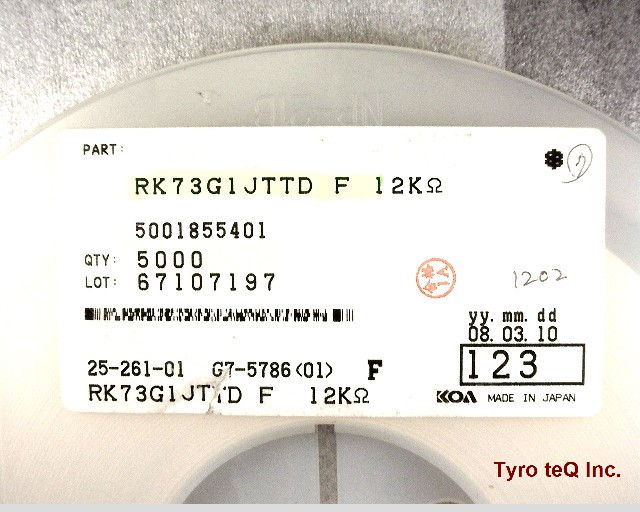 PART:
RK73G1JTTD F 12KΩ
5001855401
QTY: 5000
LOT: 67107197
1202
yy. mm. dd
08. 03. 10
25-261-01 G7-5786(01) F
123
RK73G1JTTD F 12KΩ
KOA MADE IN JAPAN
Tyro teQ Inc.